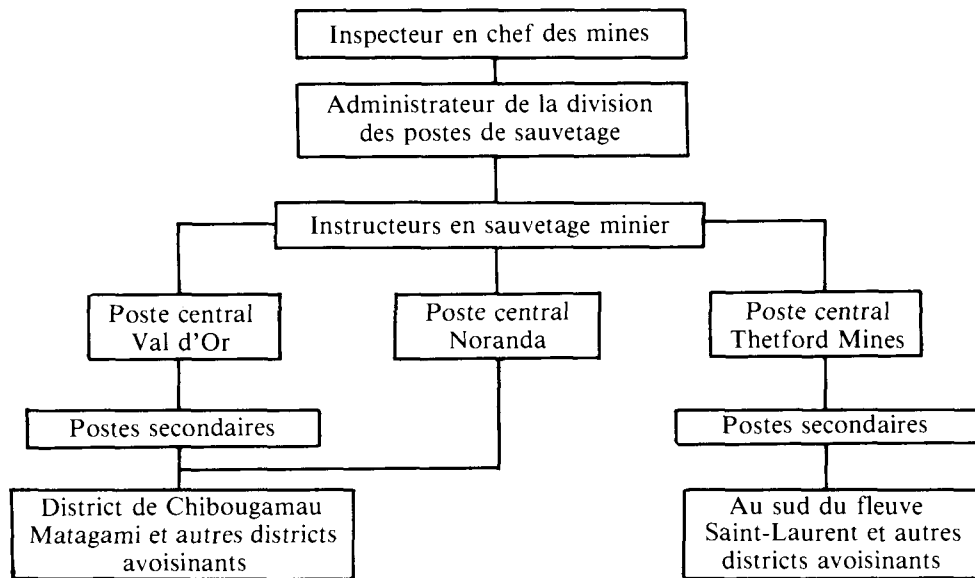 Inspecteur en chef des mines
Administrateur de la division
des postes de sauvetage
Instructeurs en sauvetage minier
Poste central
Val d'Or
Poste central
Noranda
Poste central
Thetford Mines
Postes secondaires
Postes secondaires
District de Chibougamau
Matagami et autres districts
avoisinants
Au sud du fleuve
Saint-Laurent et autres
districts avoisinants